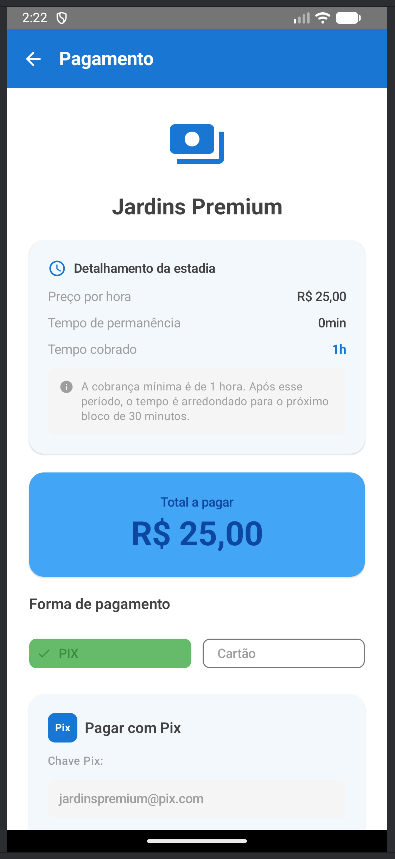 2:22
Pagamento
Jardins Premium
Detalhamento da estadia
Preço por hora R$ 25,00
Tempo de permanência 0min
Tempo cobrado 1h
A cobrança mínima é de 1 hora. Após esse
período, o tempo é arredondado para o próximo
bloco de 30 minutos.
Total a pagar
R$ 25,00
Forma de pagamento
PIX Cartão
Pix Pagar com Pix
Chave Pix:
jardinspremium@pix.com